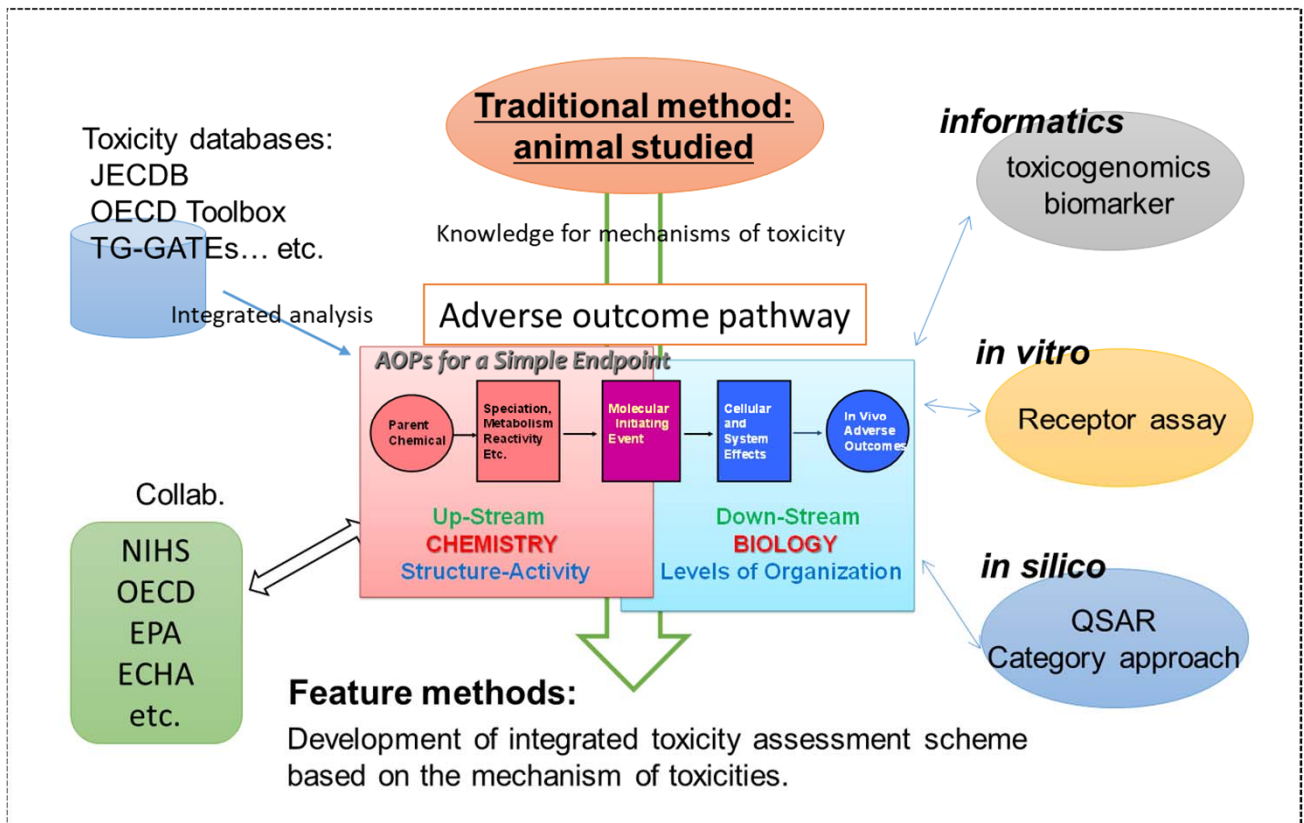 Traditional method:
animal studied
Toxicity databases:
JECDB
OECD Toolbox
TG-GATEs... etc.
Integrated analysis
Knowledge for mechanisms of toxicity
informatics
toxicogenomics
biomarker
Adverse outcome pathway
AOPs for a Simple Endpoint
Parent
Chemical
Speciation,
Metabolism
Reactivity
Etc.
Molecular
Initiating
Event
Cellular
and
System
Effects
In Vivo
Adverse
Outcomes
Up-Stream
CHEMISTRY
Structure-Activity
Down-Stream
BIOLOGY
Levels of Organization
in vitro
Receptor assay
Collab.
NIHS
OECD
EPA
ECHA
etc.
in silico
QSAR
Category approach
Feature methods:
Development of integrated toxicity assessment scheme
based on the mechanism of toxicities.